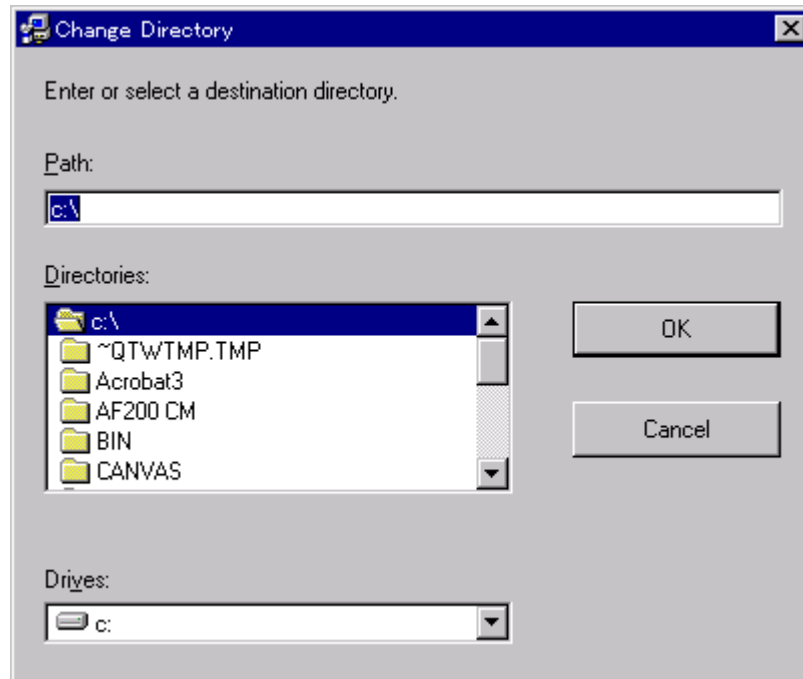 Change Directory
Enter or select a destination directory.
Path:
c:\
Directories:
c:\
~QTWTMP.TMP
Acrobat3
AF200 CM
BIN
CANVAS
OK
Cancel
Drives:
c: